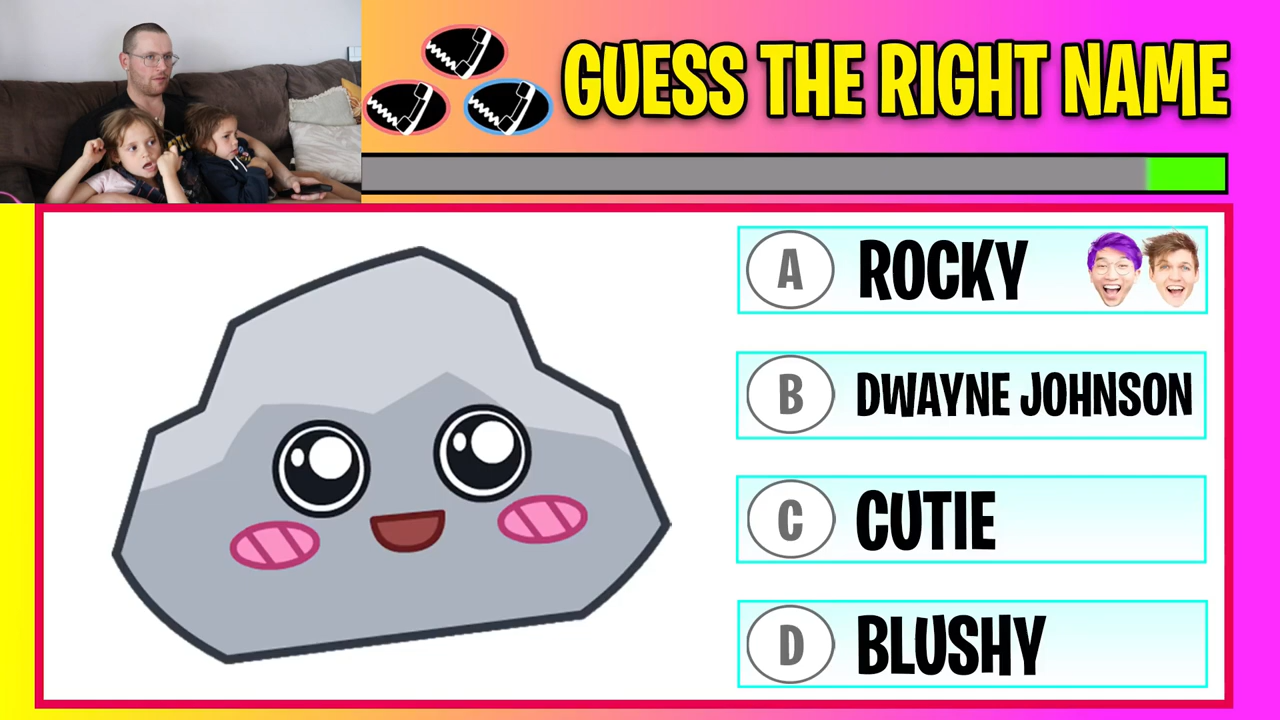 GUESS THE RIGHT NAME
A ROCKY
B DWAYNE JOHNSON
C CUTIE
D BLUSHY